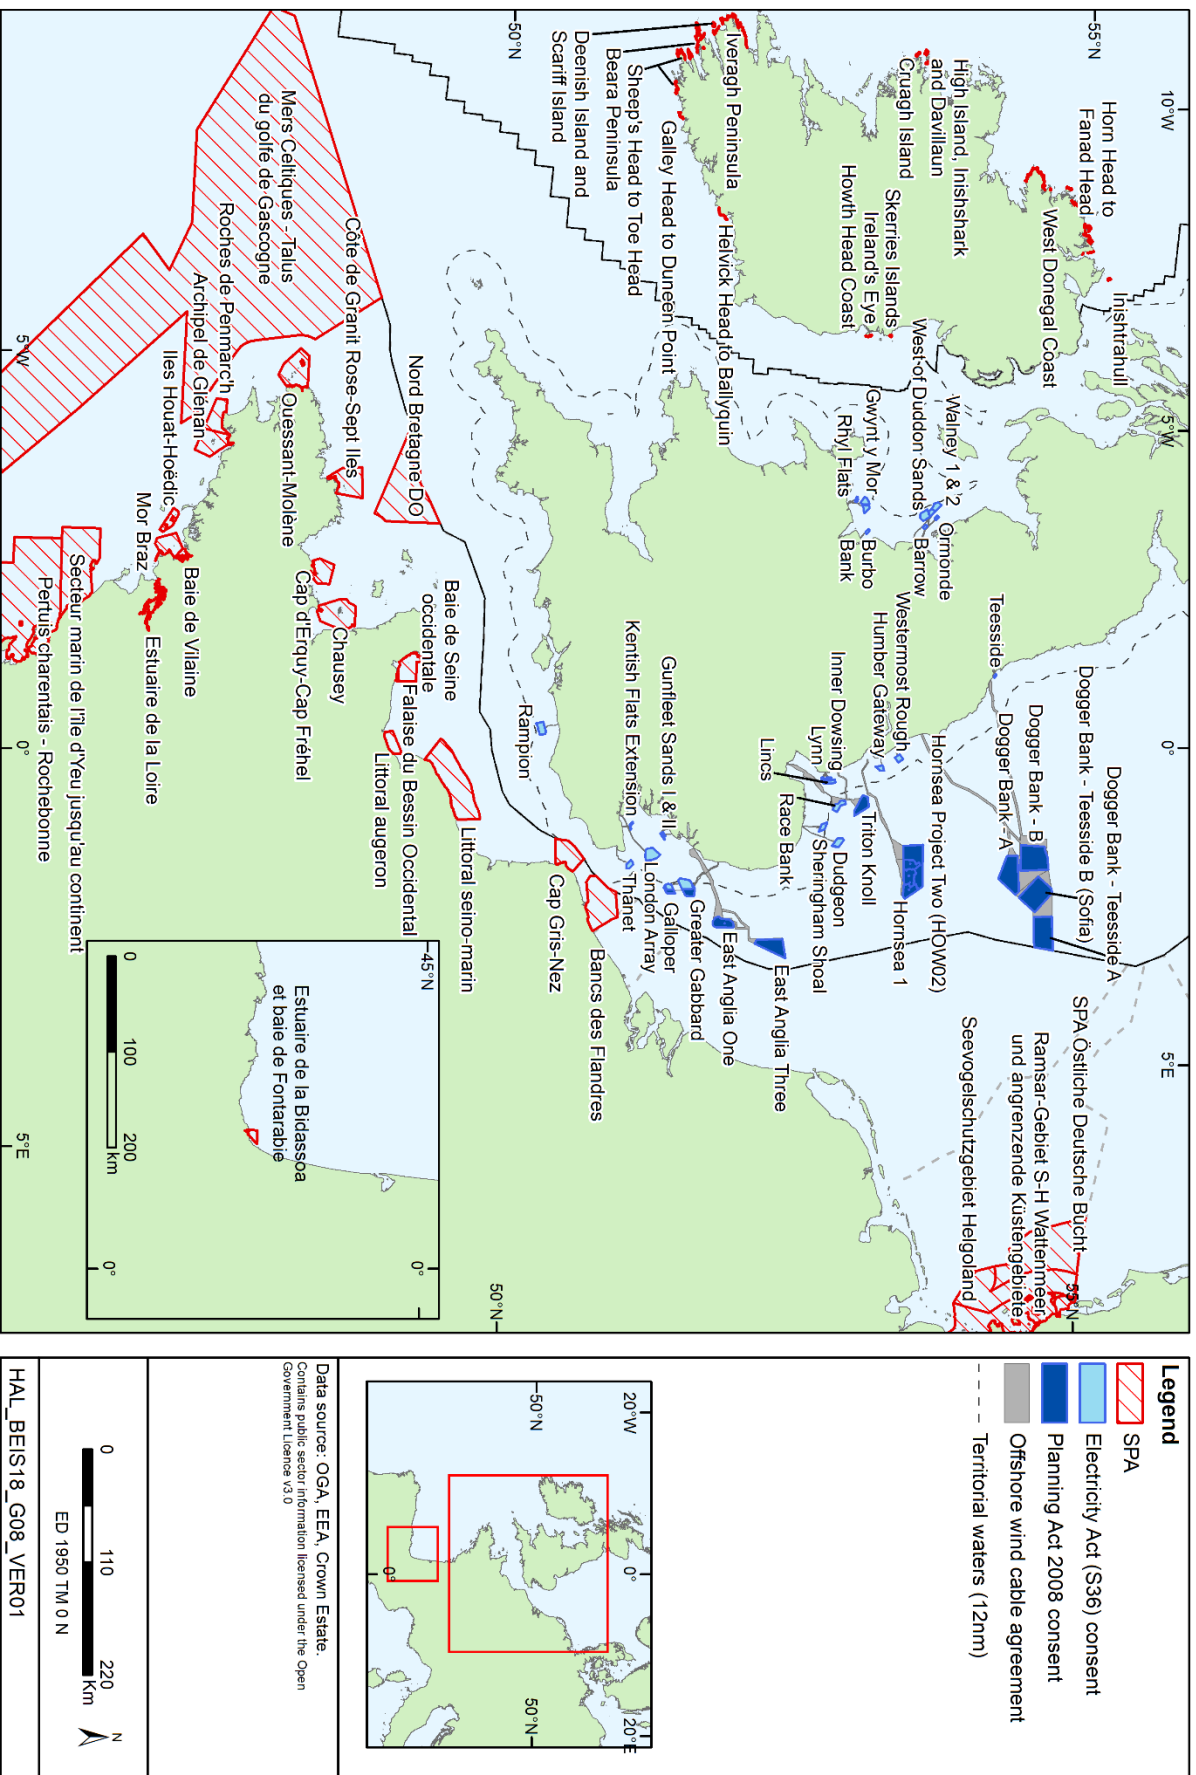 10°W
5°W
0°
5°E
55°N
55°N
50°N
50°N
5°W
5°E
Horn Head to
Fanad Head
Inishtrahull
West Donegal Coast
High Island, Inishshark
and Davillaun
Cruagh Island
Skerries Islands
Ireland's Eye
Howth Head Coast
Iveragh Peninsula
Helvick Head to Ballyquin
Galley Head to Duneen Point
Sheep's Head to Toe Head
Beara Peninsula
Deenish Island and
Scariff Island
Walney 1 & 2
West of Duddon Sands
Ormonde
Barrow
Gwynt y Mor
Rhyl Flats
Burbo
Bank
Teesside
Dogger Bank - Teesside A
Dogger Bank - Teesside B (Sofia)
Dogger Bank - B
Dogger Bank - A
Hornsea Project Two (HOW02)
Hornsea 1
Westermost Rough
Humber Gateway
Triton Knoll
Inner Dowsing
Lynn
Lincs
Race Bank
Dudgeon
Sheringham Shoal
East Anglia Three
East Anglia One
Greater Gabbard
Galloper
London Array
Thanet
Gunfleet Sands I & II
Kentish Flats Extension
Rampion
SPA Östliche Deutsche Bucht
Ramsar-Gebiet S-H Wattenmeer
und angrenzende Küstengebiete
Seevogelschutzgebiet Helgoland
Bancs des Flandres
Cap Gris-Nez
Littoral seino-marin
Baie de Seine
occidentale
Falaise du Bessin Occidental
Littoral augeron
Nord Bretagne DO
Côte de Granit Rose-Sept Iles
Chausey
Cap d'Erquy-Cap Fréhel
Ouessant-Molène
Mers Celtiques - Talus
du golfe de Gascogne
Roches de Penmarc'h
Archipel de Glénan
Iles Houat-Hoëdic
Mor Braz
Baie de Vilaine
Estuaire de la Loire
Secteur marin de l'île d'Yeu jusqu'au continent
Pertuis charentais - Rochebonne
45°N
0°
0°
Estuaire de la Bidassoa
et baie de Fontarabie
0 100 200
km
Legend
SPA
Electricity Act (S36) consent
Planning Act 2008 consent
Offshore wind cable agreement
Territorial waters (12nm)
20°W
0°
20°E
50°N
50°N
0°
Data source: OGA, EEA, Crown Estate.
Contains public sector information licensed under the Open
Government Licence v3.0
0 110 220
Km
N
ED 1950 TM 0 N
HAL_BEIS18_G08_VER01